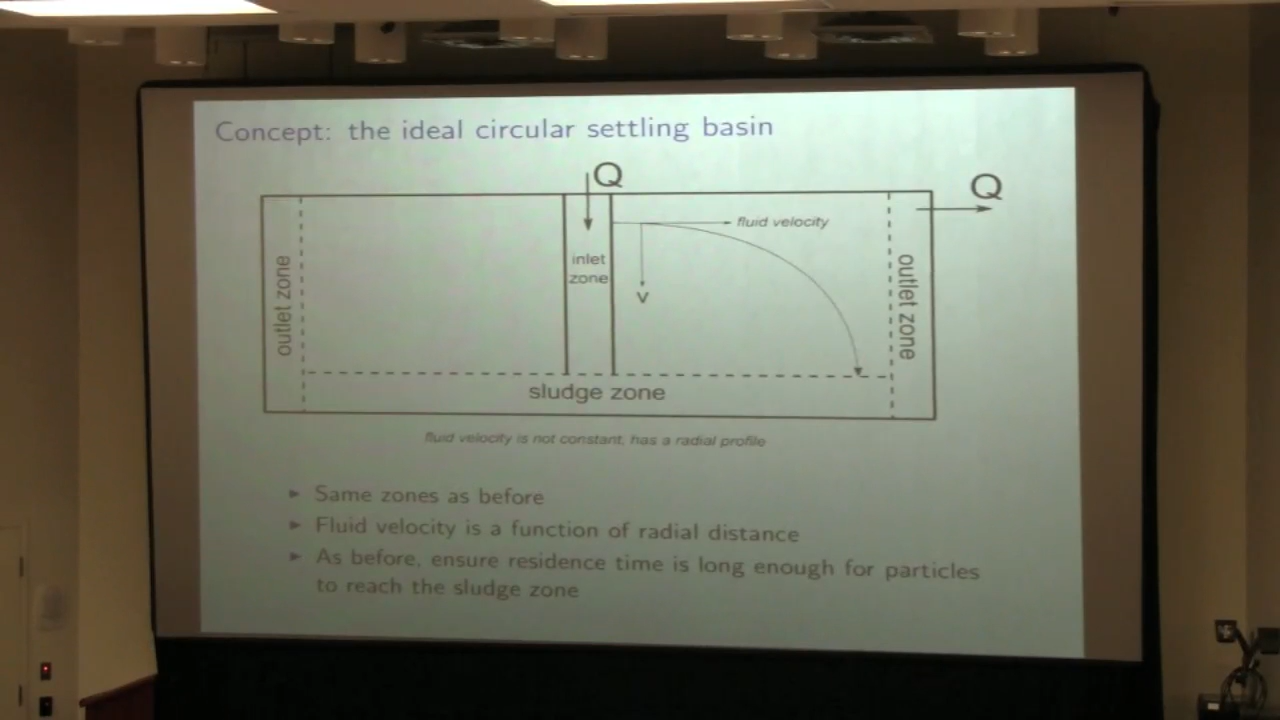 Concept: the ideal circular settling basin
Q
Q
fluid velocity
inlet
zone
v
outlet zone
outlet zone
sludge zone
fluid velocity is not constant, has a radial profile
► Same zones as before
► Fluid velocity is a function of radial distance
► As before, ensure residence time is long enough for particles
to reach the sludge zone